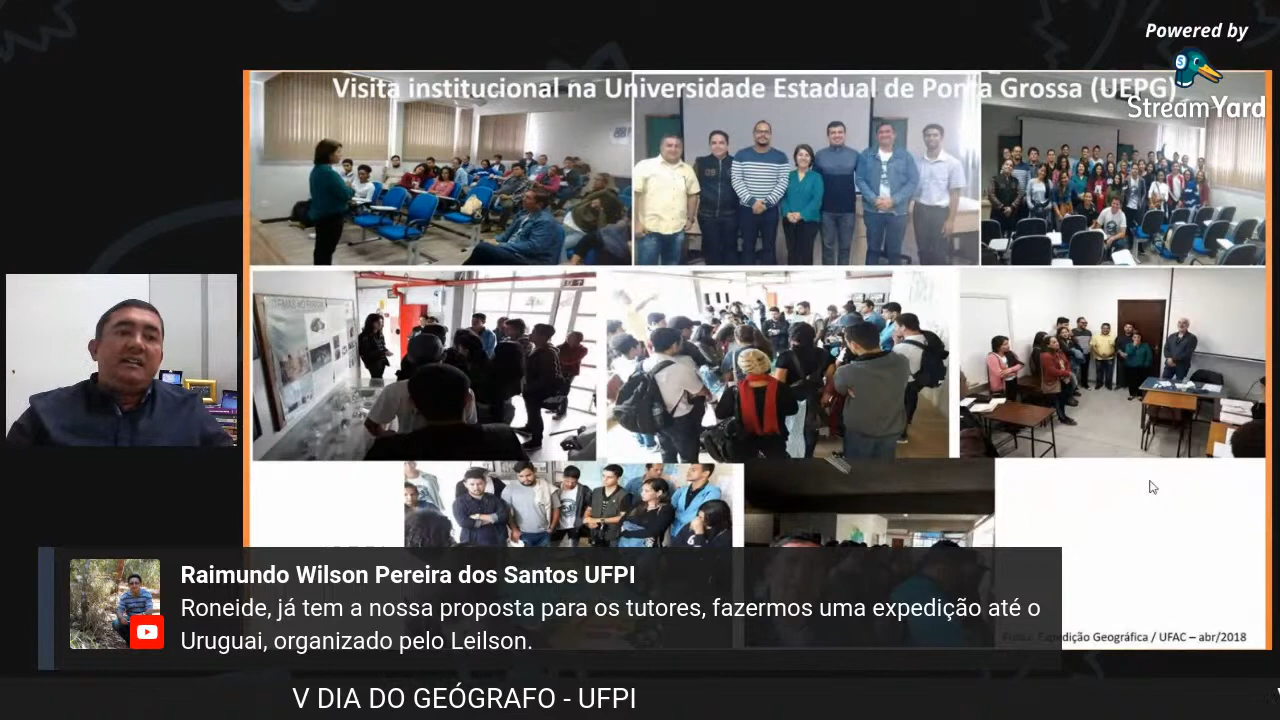 Powered by
StreamYard
Visita institucional na Universidade Estadual de Ponta Grossa (UEPG)
Raimundo Wilson Pereira dos Santos UFPI
Roneide, já tem a nossa proposta para os tutores, fazermos uma expedição até o
Uruguai, organizado pelo Leilson.
Expedição Geográfica / UFAC – abr/2018
V DIA DO GEÓGRAFO - UFPI